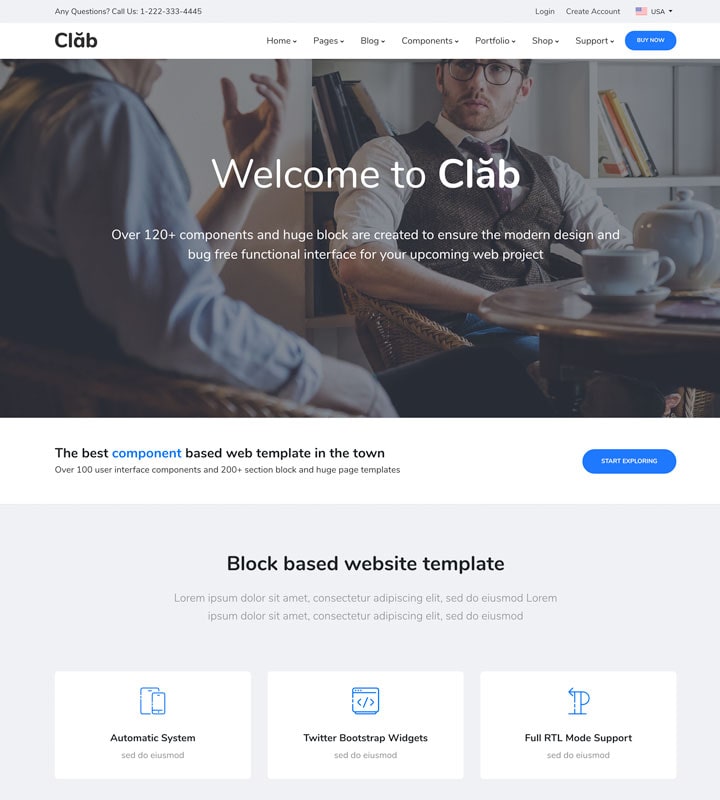 Any Questions? Call Us: 1-222-333-4445
Login Create Account USA
Clăb
Home Pages Blog Components Portfolio Shop Support BUY NOW
Welcome to Clăb
Over 120+ components and huge block are created to ensure the modern design and
bug free functional interface for your upcoming web project
The best component based web template in the town
Over 100 user interface components and 200+ section block and huge page templates
START EXPLORING
Block based website template
Lorem ipsum dolor sit amet, consectetur adipiscing elit, sed do eiusmod Lorem
ipsum dolor sit amet, consectetur adipiscing elit, sed do eiusmod
Automatic System
sed do eiusmod
Twitter Bootstrap Widgets
sed do eiusmod
Full RTL Mode Support
sed do eiusmod